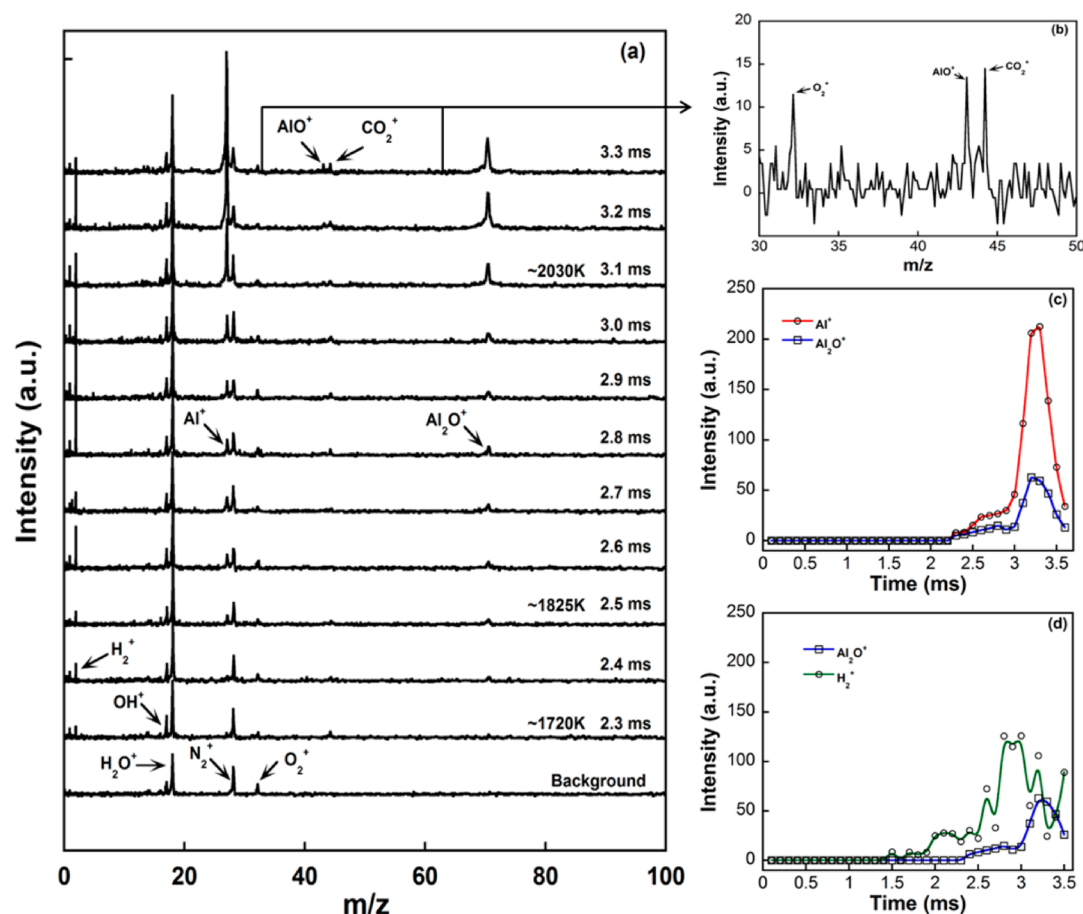 (a)
AlO⁺
CO₂⁺
3.3 ms
3.2 ms
~2030K 3.1 ms
3.0 ms
2.9 ms
Al⁺
Al₂O⁺
2.8 ms
2.7 ms
2.6 ms
~1825K 2.5 ms
H₂⁺
2.4 ms
OH⁺
~1720K 2.3 ms
H₂O⁺
N₂⁺
O₂⁺
Background
Intensity (a.u.)
0 20 40 60 80 100
m/z
(b)
20
15
10
5
0
O₂⁺
AlO⁺
CO₂⁺
Intensity (a.u.)
30 35 40 45 50
m/z
(c)
250
200
150
100
50
0
Al⁺
Al₂O⁺
Intensity (a.u.)
0 0.5 1 1.5 2 2.5 3 3.5
Time (ms)
(d)
250
200
150
100
50
0
Al₂O⁺
H₂⁺
Intensity (a.u.)
0 0.5 1 1.5 2 2.5 3 3.5
Time (ms)